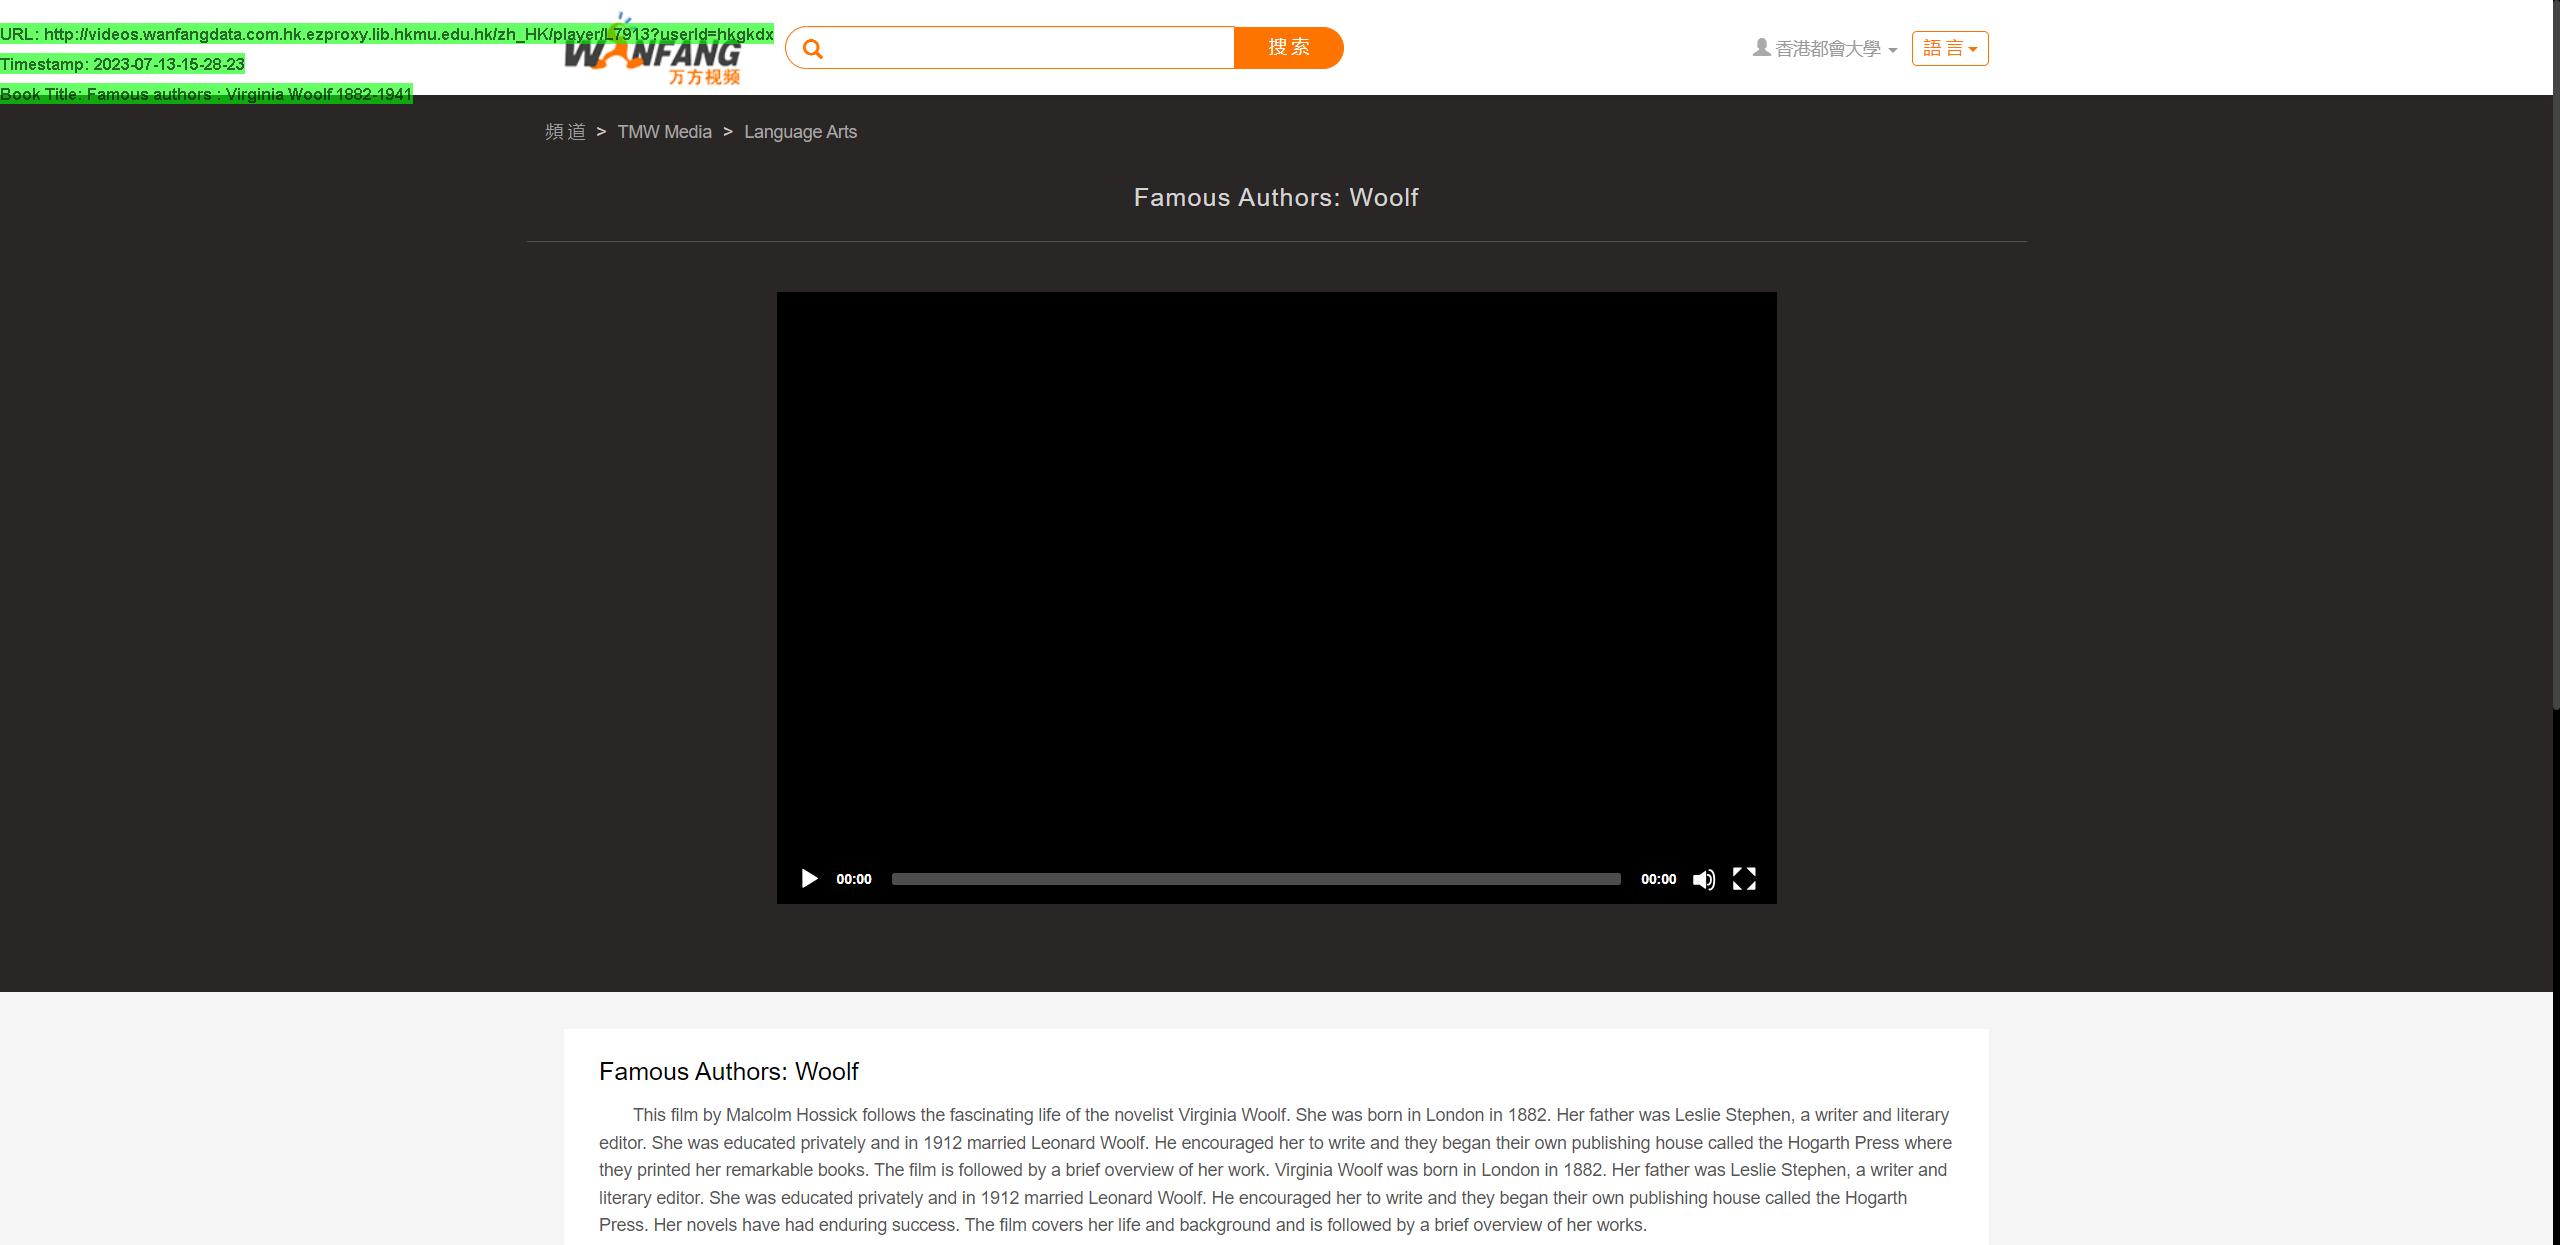 URL: http://videos.wanfangdata.com.hk.ezproxy.lib.hkmu.edu.hk/zh_HK/player/L7913?userId=hkgkdx
Timestamp: 2023-07-13-15-28-23
Book Title: Famous authors : Virginia Woolf 1882-1941
WANFANG
万方视频
搜索
香港都會大學
語言
頻道 > TMW Media > Language Arts
Famous Authors: Woolf
00:00
00:00
Famous Authors: Woolf
This film by Malcolm Hossick follows the fascinating life of the novelist Virginia Woolf. She was born in London in 1882. Her father was Leslie Stephen, a writer and literary
editor. She was educated privately and in 1912 married Leonard Woolf. He encouraged her to write and they began their own publishing house called the Hogarth Press where
they printed her remarkable books. The film is followed by a brief overview of her work. Virginia Woolf was born in London in 1882. Her father was Leslie Stephen, a writer and
literary editor. She was educated privately and in 1912 married Leonard Woolf. He encouraged her to write and they began their own publishing house called the Hogarth
Press. Her novels have had enduring success. The film covers her life and background and is followed by a brief overview of her works.